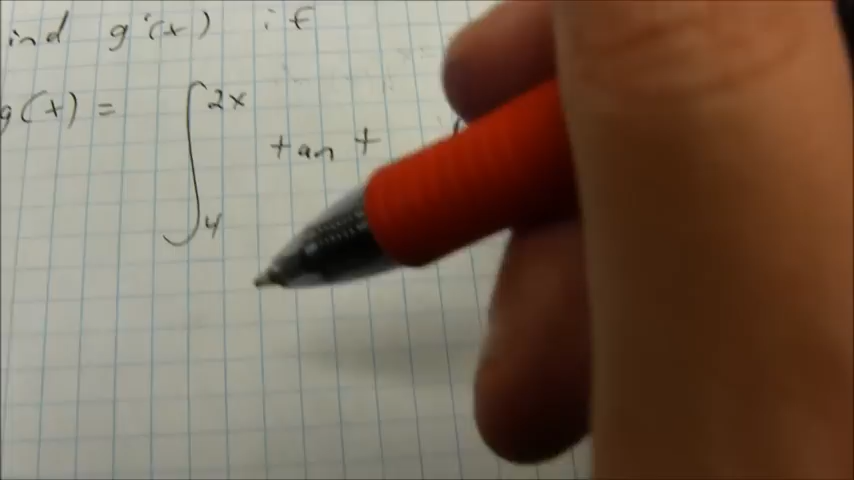 ind g'(x) if
g(x) = ∫ 2x 4 tan t